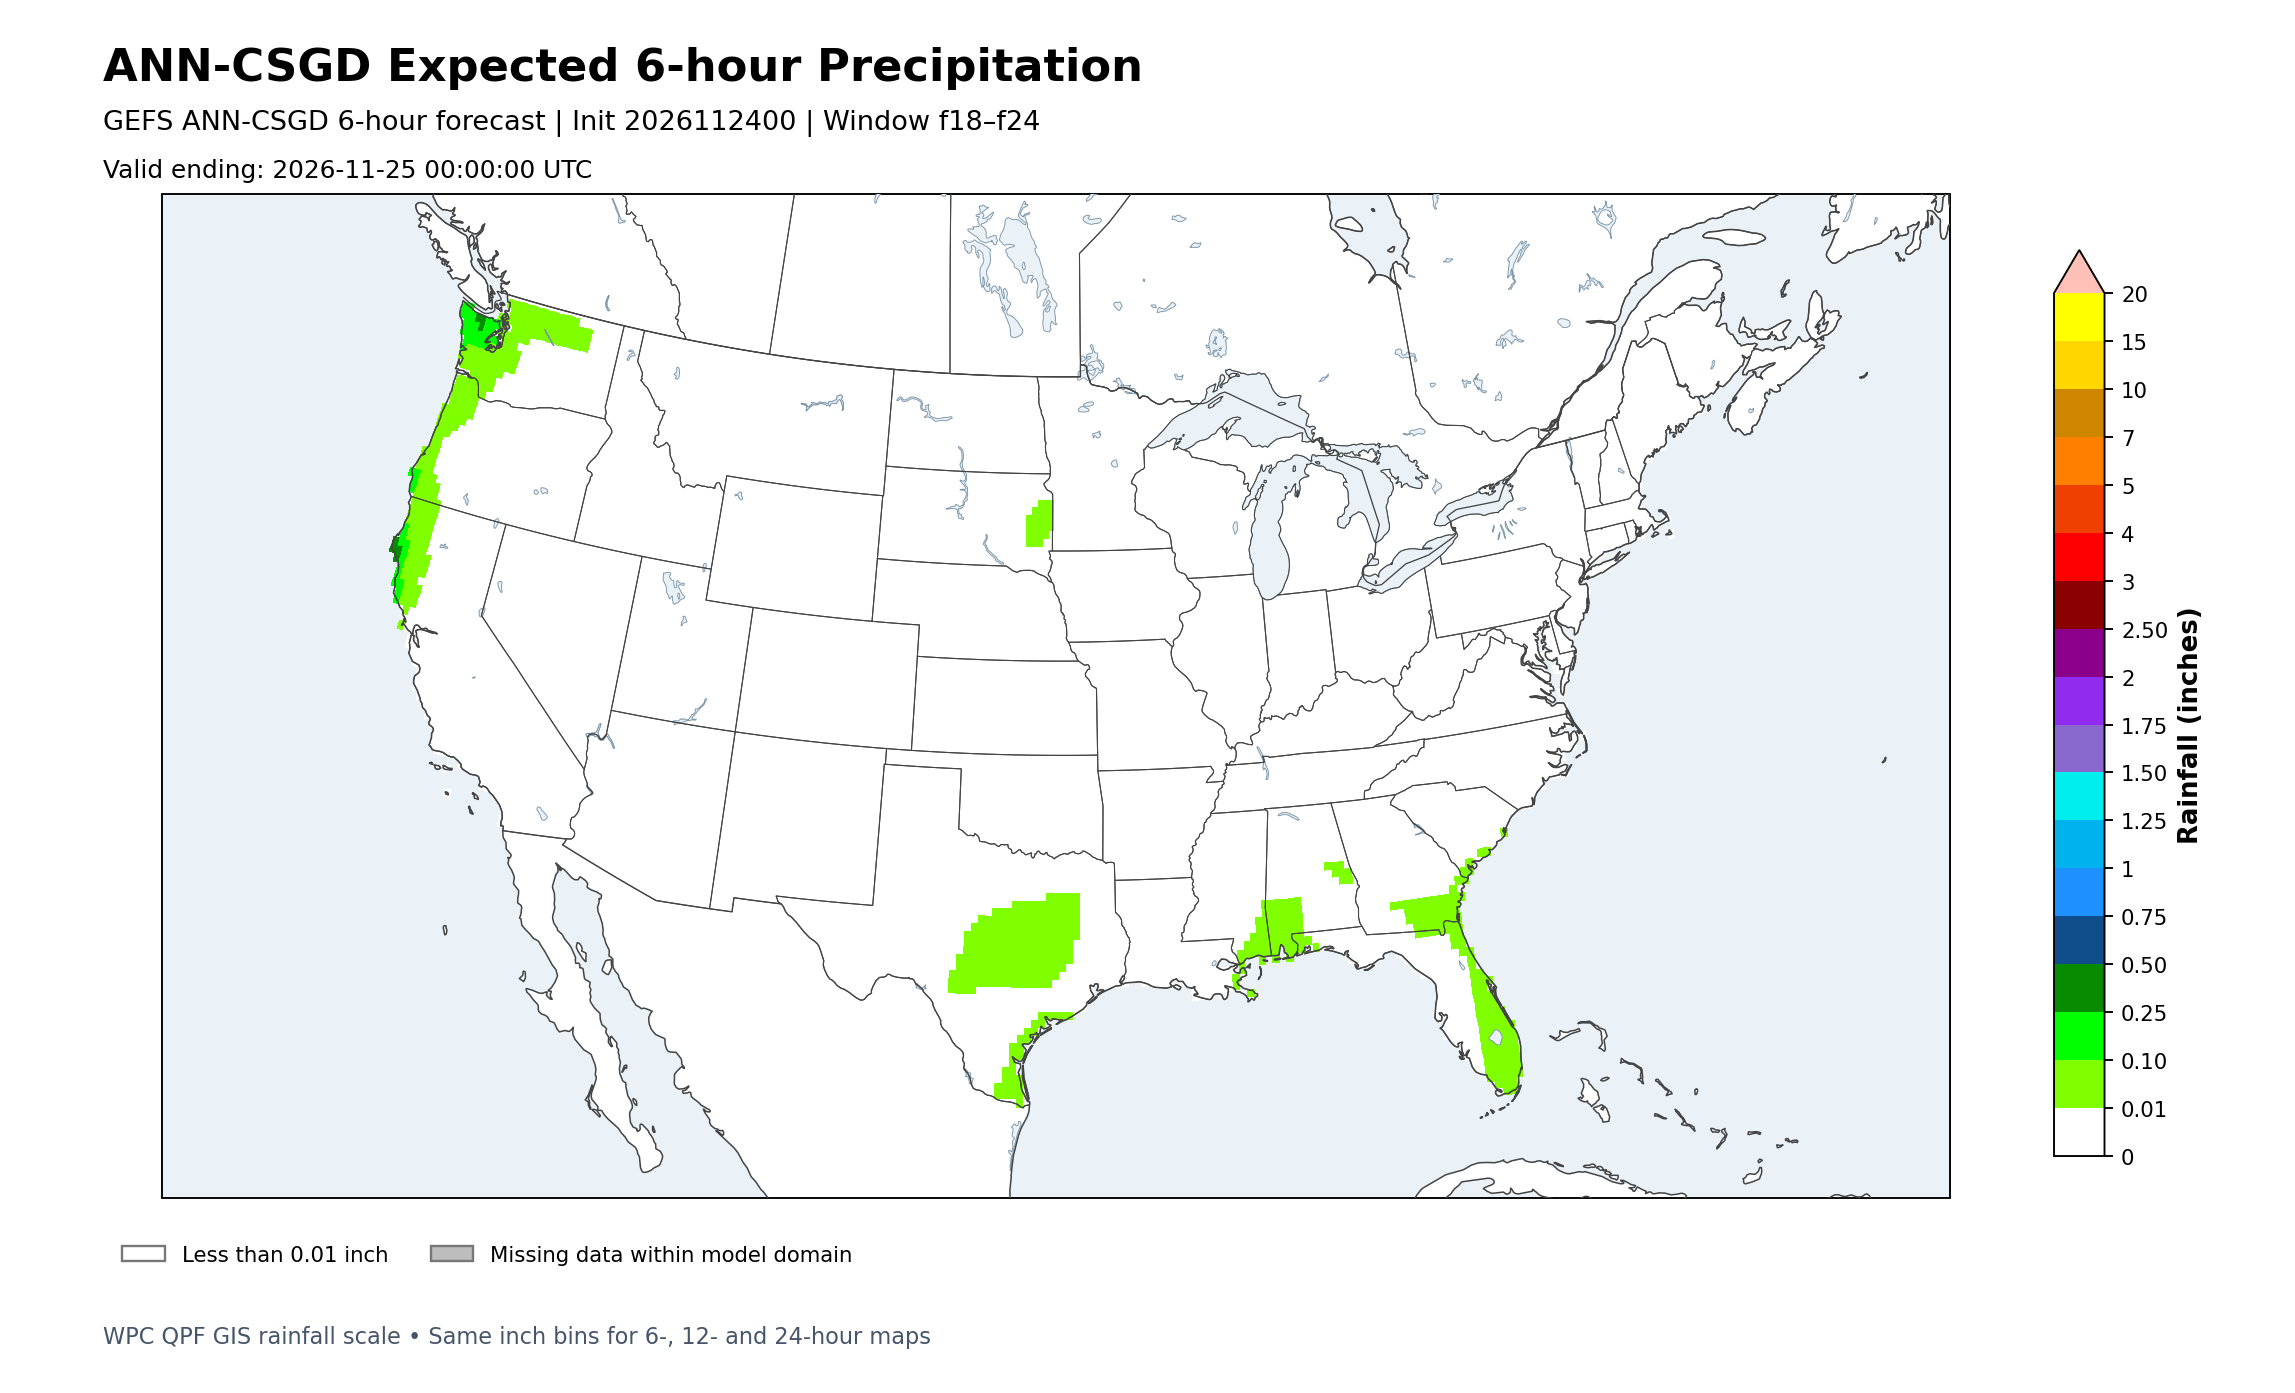 ANN-CSGD Expected 6-hour Precipitation
GEFS ANN-CSGD 6-hour forecast | Init 2026112400 | Window f18–f24
Valid ending: 2026-11-25 00:00:00 UTC
20
15
10
7
5
4
3
2.50
2
1.75
1.50
1.25
1
0.75
0.50
0.25
0.10
0.01
0
Rainfall (inches)
Less than 0.01 inch
Missing data within model domain
WPC QPF GIS rainfall scale • Same inch bins for 6-, 12- and 24-hour maps